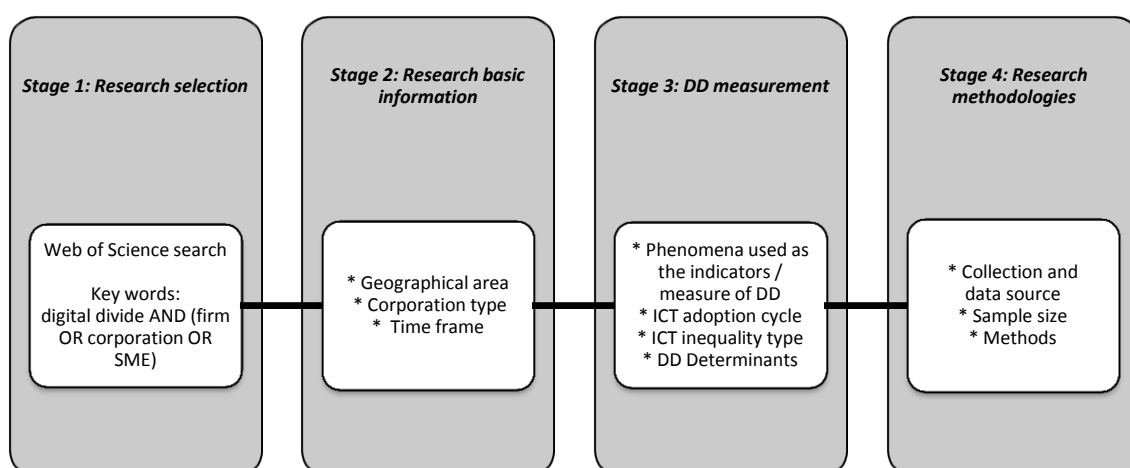 Stage 1: Research selection
Web of Science search
Key words:
digital divide AND (firm
OR corporation OR
SME)
Stage 2: Research basic
information
* Geographical area
* Corporation type
* Time frame
Stage 3: DD measurement
* Phenomena used as
the indicators /
measure of DD
* ICT adoption cycle
* ICT inequality type
* DD Determinants
Stage 4: Research
methodologies
* Collection and
data source
* Sample size
* Methods